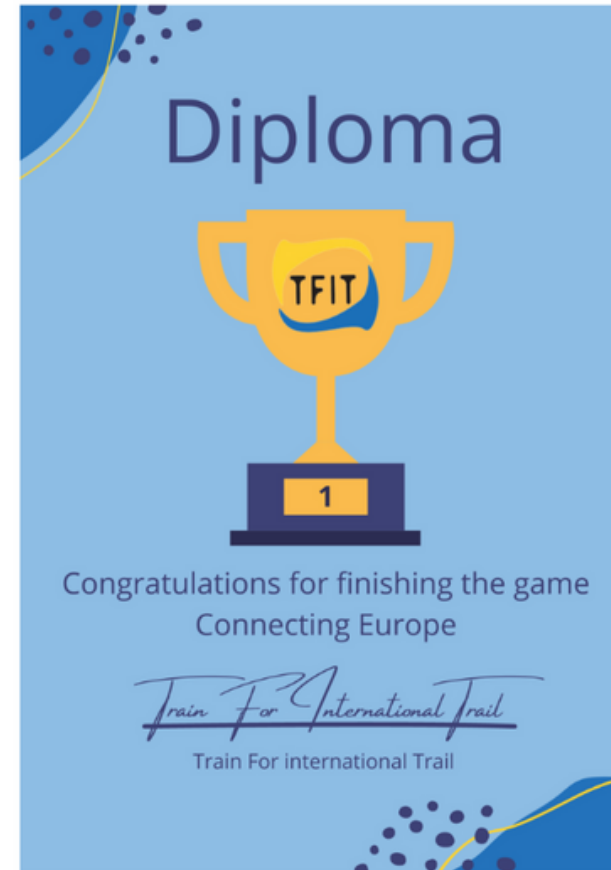 Diploma
TFIT
1
Congratulations for finishing the game
Connecting Europe
Train For International Trail
Train For international Trail